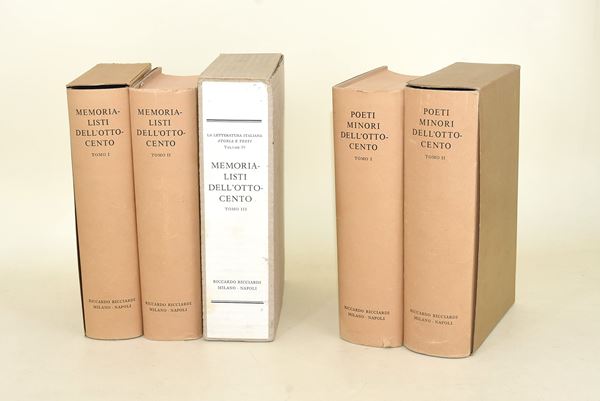 MEMORIA-
LISTI
DELL'OTTO-
CENTO
TOMO I
RICCARDO RICCIARDI
MILANO · NAPOLI
MEMORIA-
LISTI
DELL'OTTO-
CENTO
TOMO II
RICCARDO RICCIARDI
MILANO · NAPOLI
LA LETTERATURA ITALIANA
STORIA E TESTI
MEMORIA-
LISTI
DELL'OTTO-
CENTO
TOMO III
RICCARDO RICCIARDI
MILANO · NAPOLI
POETI
MINORI
DELL'OTTO-
CENTO
TOMO I
RICCARDO RICCIARDI
MILANO · NAPOLI
POETI
MINORI
DELL'OTTO-
CENTO
TOMO II
RICCARDO RICCIARDI
MILANO · NAPOLI